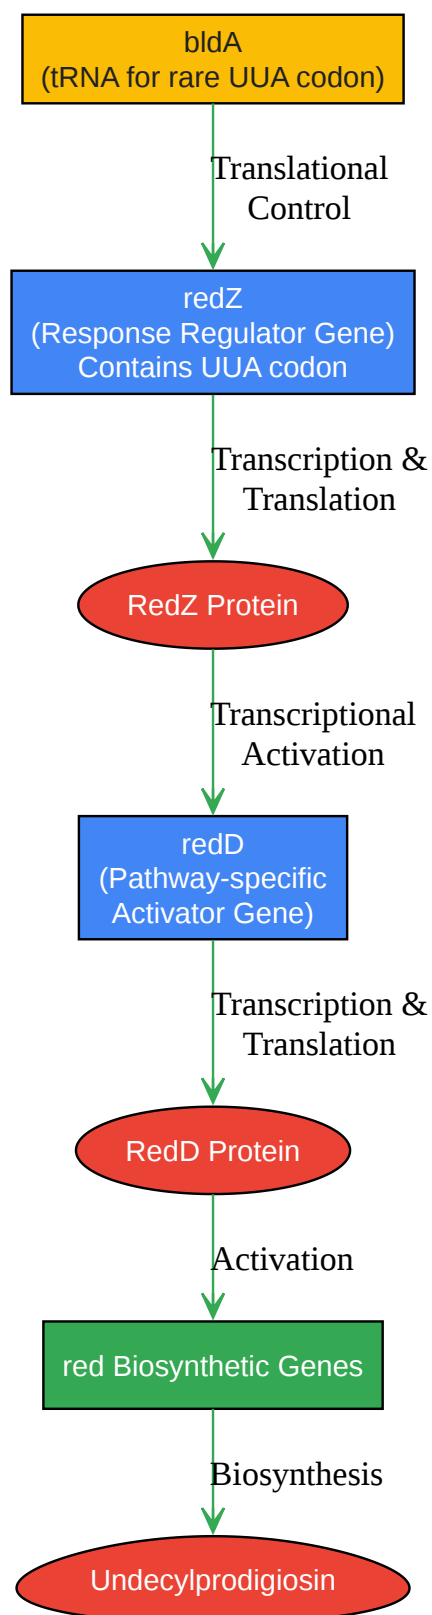 bldA
(tRNA for rare UUA codon)
Translational
Control
redZ
(Response Regulator Gene)
Contains UUA codon
Transcription &
Translation
RedZ Protein
Transcriptional
Activation
redD
(Pathway-specific
Activator Gene)
Transcription &
Translation
RedD Protein
Activation
red Biosynthetic Genes
Biosynthesis
Undecylprodigiosin